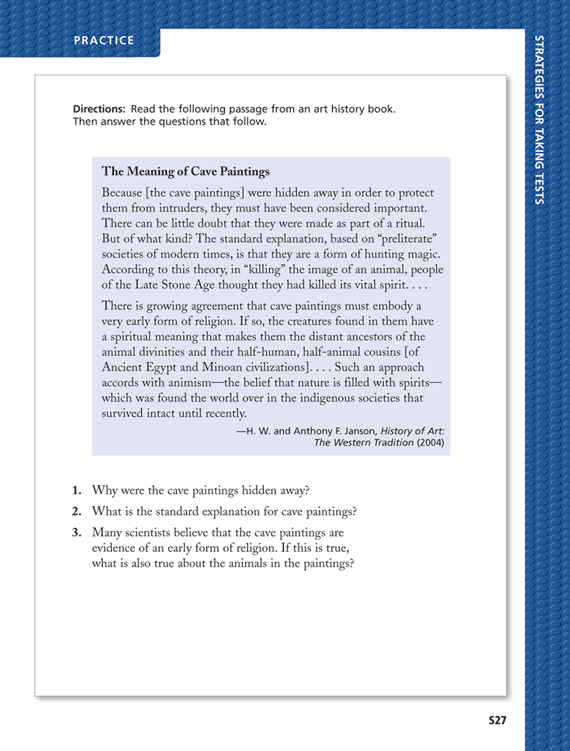 PRACTICE
STRATEGIES FOR TAKING TESTS
Directions: Read the following passage from an art history book.
Then answer the questions that follow.
The Meaning of Cave Paintings
Because [the cave paintings] were hidden away in order to protect
them from intruders, they must have been considered important.
There can be little doubt that they were made as part of a ritual.
But of what kind? The standard explanation, based on “preliterate”
societies of modern times, is that they are a form of hunting magic.
According to this theory, in “killing” the image of an animal, people
of the Late Stone Age thought they had killed its vital spirit. . . .
There is growing agreement that cave paintings must embody a
very early form of religion. If so, the creatures found in them have
a spiritual meaning that makes them the distant ancestors of the
animal divinities and their half-human, half-animal cousins [of
Ancient Egypt and Minoan civilizations]. . . . Such an approach
accords with animism—the belief that nature is filled with spirits—
which was found the world over in the indigenous societies that
survived intact until recently.
—H. W. and Anthony F. Janson, History of Art:
The Western Tradition (2004)
1. Why were the cave paintings hidden away?
2. What is the standard explanation for cave paintings?
3. Many scientists believe that the cave paintings are
evidence of an early form of religion. If this is true,
what is also true about the animals in the paintings?
S27